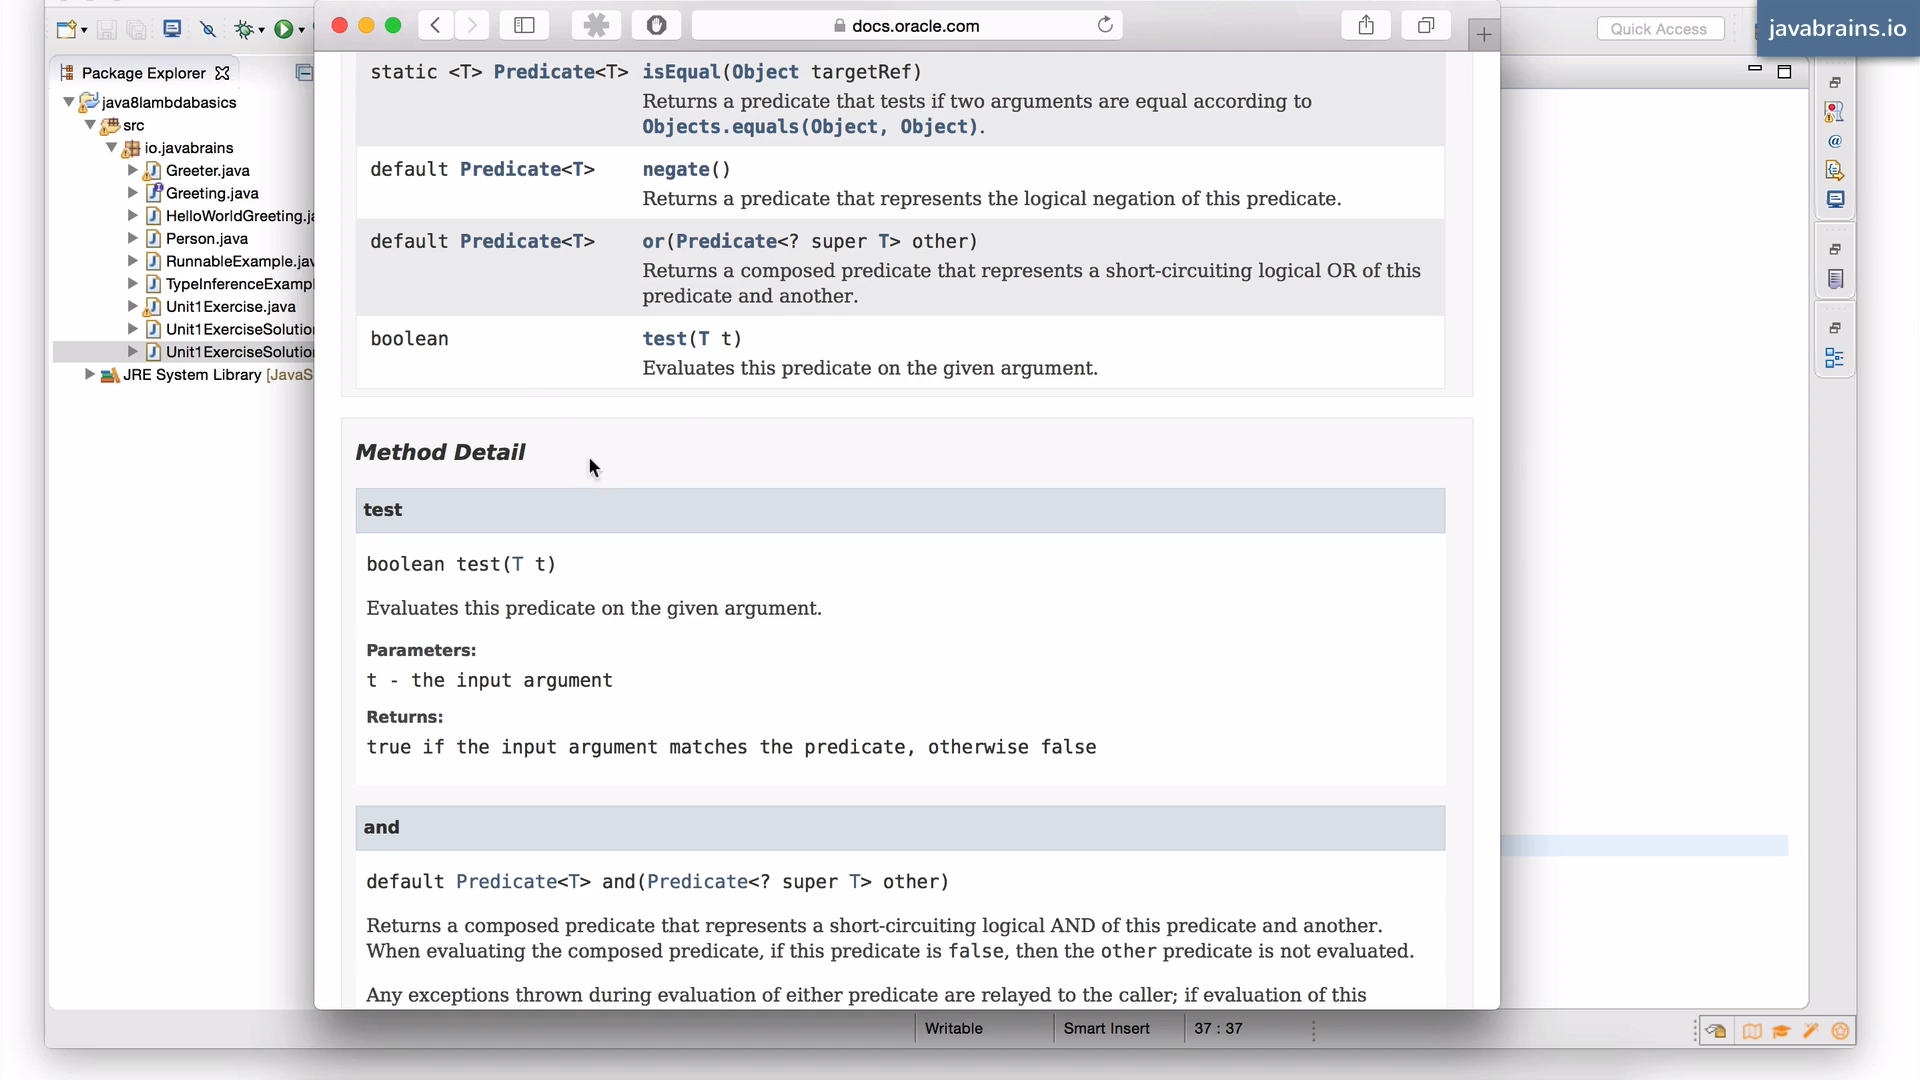 docs.oracle.com
Quick Access
javabrains.io
Package Explorer
java8lambdabasics
src
io.javabrains
Greeter.java
Greeting.java
HelloWorldGreeting.ja
Person.java
RunnableExample.jav
TypeInferenceExampl
Unit1Exercise.java
Unit1ExerciseSolution
Unit1ExerciseSolution
JRE System Library [JavaS
static <T> Predicate<T> isEqual(Object targetRef)
Returns a predicate that tests if two arguments are equal according to
Objects.equals(Object, Object).
default Predicate<T> negate()
Returns a predicate that represents the logical negation of this predicate.
default Predicate<T> or(Predicate<? super T> other)
Returns a composed predicate that represents a short-circuiting logical OR of this
predicate and another.
boolean test(T t)
Evaluates this predicate on the given argument.
Method Detail
test
boolean test(T t)
Evaluates this predicate on the given argument.
Parameters:
t - the input argument
Returns:
true if the input argument matches the predicate, otherwise false
and
default Predicate<T> and(Predicate<? super T> other)
Returns a composed predicate that represents a short-circuiting logical AND of this predicate and another.
When evaluating the composed predicate, if this predicate is false, then the other predicate is not evaluated.
Any exceptions thrown during evaluation of either predicate are relayed to the caller; if evaluation of this
Writable
Smart Insert
37 : 37